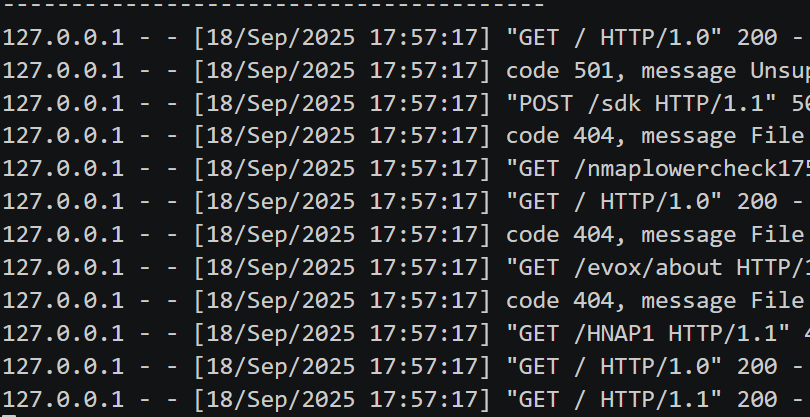 ----------------------------------------
127.0.0.1 - - [18/Sep/2025 17:57:17] "GET / HTTP/1.0" 200 -
127.0.0.1 - - [18/Sep/2025 17:57:17] code 501, message Unsup
127.0.0.1 - - [18/Sep/2025 17:57:17] "POST /sdk HTTP/1.1" 50
127.0.0.1 - - [18/Sep/2025 17:57:17] code 404, message File
127.0.0.1 - - [18/Sep/2025 17:57:17] "GET /nmaplowercheck175
127.0.0.1 - - [18/Sep/2025 17:57:17] "GET / HTTP/1.0" 200 -
127.0.0.1 - - [18/Sep/2025 17:57:17] code 404, message File
127.0.0.1 - - [18/Sep/2025 17:57:17] "GET /evox/about HTTP/1
127.0.0.1 - - [18/Sep/2025 17:57:17] code 404, message File
127.0.0.1 - - [18/Sep/2025 17:57:17] "GET /HNAP1 HTTP/1.1" 4
127.0.0.1 - - [18/Sep/2025 17:57:17] "GET / HTTP/1.0" 200 -
127.0.0.1 - - [18/Sep/2025 17:57:17] "GET / HTTP/1.1" 200 -